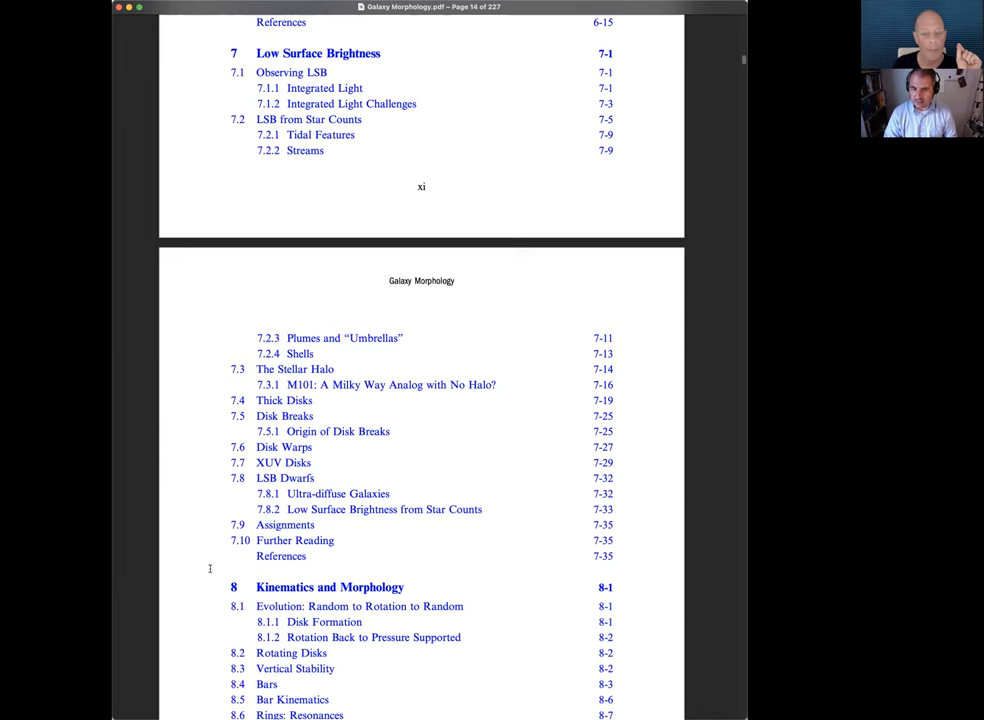 Galaxy Morphology.pdf – Page 14 of 227
References 6-15
7 Low Surface Brightness 7-1
7.1 Observing LSB 7-1
7.1.1 Integrated Light 7-1
7.1.2 Integrated Light Challenges 7-3
7.2 LSB from Star Counts 7-5
7.2.1 Tidal Features 7-9
7.2.2 Streams 7-9
xi
Galaxy Morphology
7.2.3 Plumes and “Umbrellas” 7-11
7.2.4 Shells 7-13
7.3 The Stellar Halo 7-14
7.3.1 M101: A Milky Way Analog with No Halo? 7-16
7.4 Thick Disks 7-19
7.5 Disk Breaks 7-25
7.5.1 Origin of Disk Breaks 7-25
7.6 Disk Warps 7-27
7.7 XUV Disks 7-29
7.8 LSB Dwarfs 7-32
7.8.1 Ultra-diffuse Galaxies 7-32
7.8.2 Low Surface Brightness from Star Counts 7-33
7.9 Assignments 7-35
7.10 Further Reading 7-35
References 7-35
8 Kinematics and Morphology 8-1
8.1 Evolution: Random to Rotation to Random 8-1
8.1.1 Disk Formation 8-1
8.1.2 Rotation Back to Pressure Supported 8-2
8.2 Rotating Disks 8-2
8.3 Vertical Stability 8-2
8.4 Bars 8-3
8.5 Bar Kinematics 8-6
8.6 Rings: Resonances 8-7